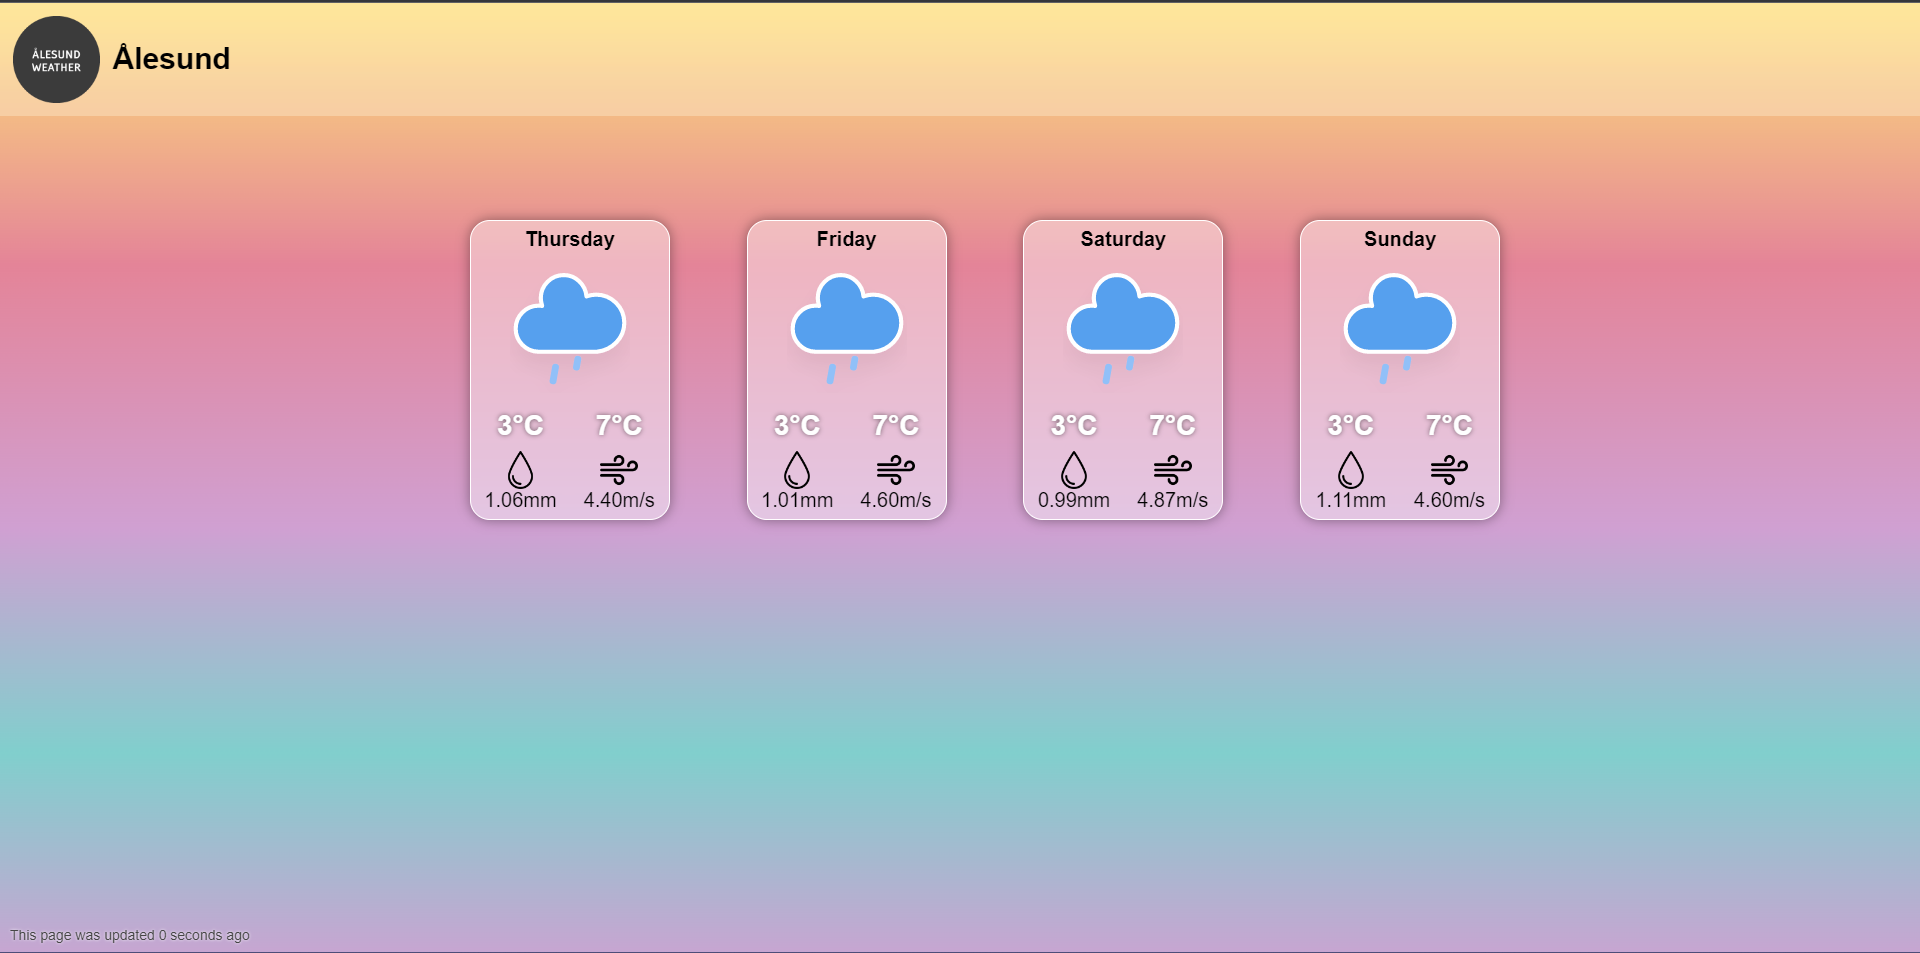 ÅLESUND
WEATHER
Ålesund
Thursday
3°C 7°C
1.06mm 4.40m/s
Friday
3°C 7°C
1.01mm 4.60m/s
Saturday
3°C 7°C
0.99mm 4.87m/s
Sunday
3°C 7°C
1.11mm 4.60m/s
This page was updated 0 seconds ago